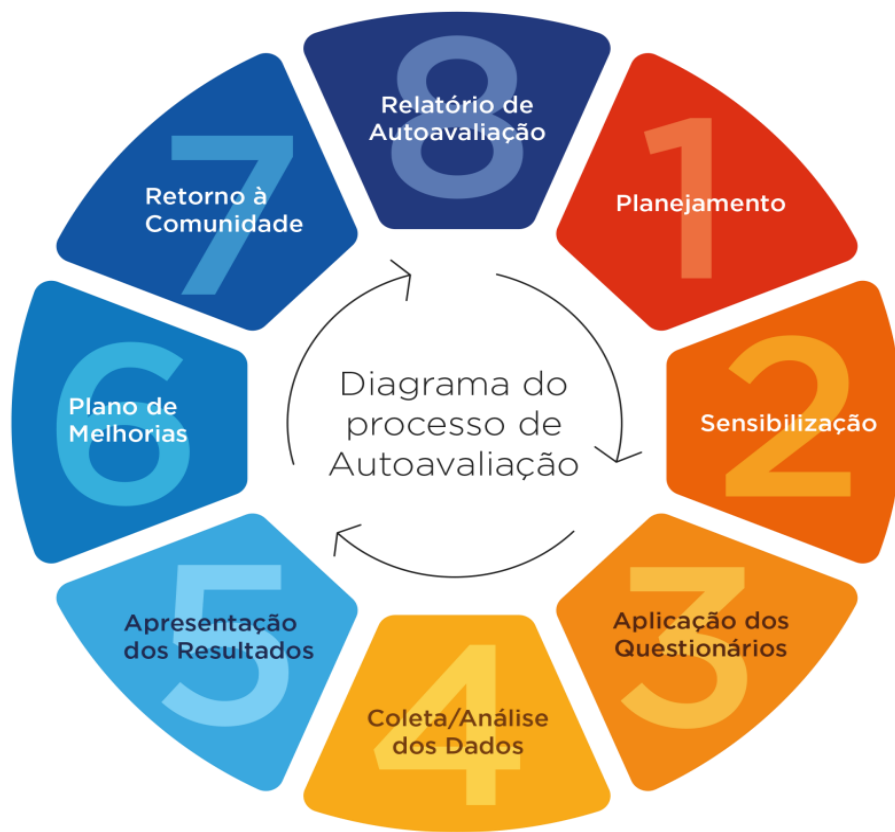 8
Relatório de
Autoavaliação
1
Planejamento
2
Sensibilização
3
Aplicação dos
Questionários
4
Coleta/Análise
dos Dados
5
Apresentação
dos Resultados
6
Plano de
Melhorias
7
Retorno à
Comunidade
Diagrama do
processo de
Autoavaliação